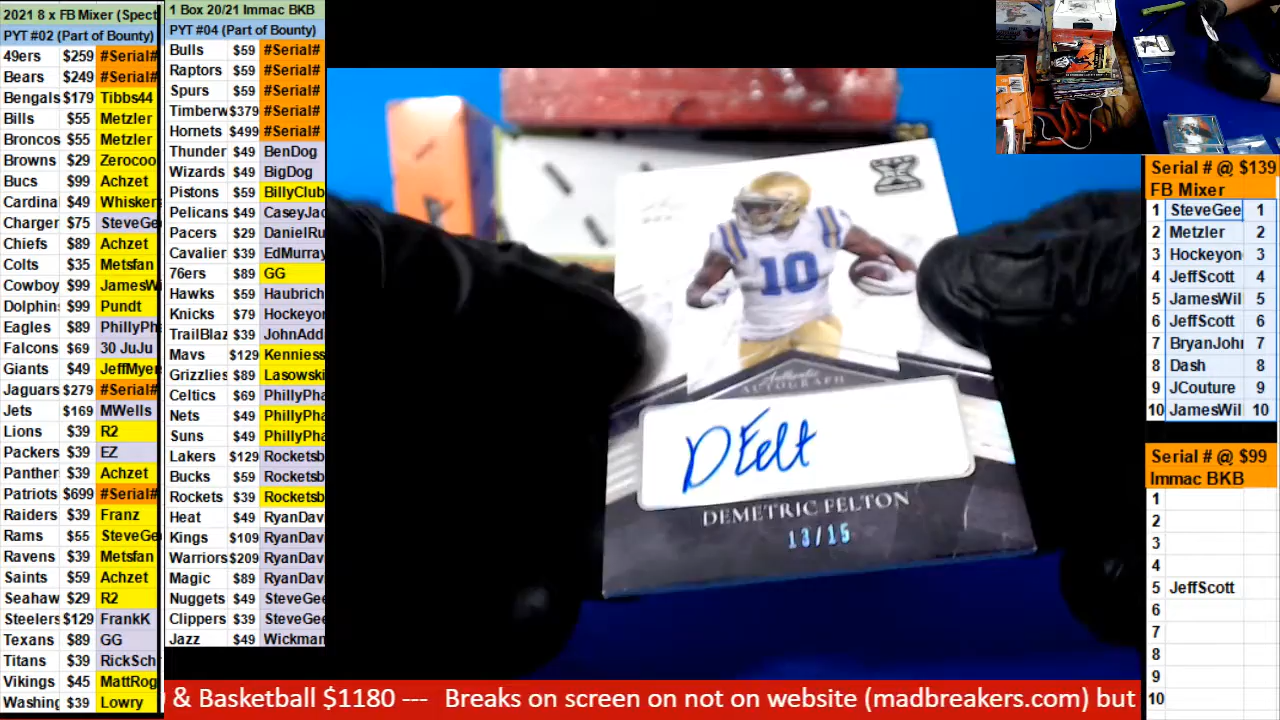 2021 8 x FB Mixer (Spect
PYT #02 (Part of Bounty)
49ers $259 #Serial#
Bears $249 #Serial#
Bengals $179 Tibbs44
Bills $55 Metzler
Broncos $55 Metzler
Browns $29 Zerocoo
Bucs $99 Achzet
Cardina $49 Whiskers
Charger $75 SteveGe
Chiefs $89 Achzet
Colts $35 Metsfan
Cowboy $99 JamesWi
Dolphin $99 Pundt
Eagles $89 PhillyPh
Falcons $69 30 JuJu
Giants $49 JeffMyer
Jaguars $279 #Serial#
Jets $169 MWells
Lions $39 R2
Packers $39 EZ
Panther $39 Achzet
Patriots $699 #Serial#
Raiders $39 Franz
Rams $55 SteveGe
Ravens $39 Metsfan
Saints $59 Achzet
Seahaw $29 R2
Steelers $129 FrankK
Texans $89 GG
Titans $39 RickSch
Vikings $45 MattRog
Washing $39 Lowry
1 Box 20/21 Immac BKB
PYT #04 (Part of Bounty)
Bulls $59 #Serial#
Raptors $59 #Serial#
Spurs $59 #Serial#
Timberw $379 #Serial#
Hornets $499 #Serial#
Thunder $49 BenDog
Wizards $49 BigDog
Pistons $59 BillyClub
Pelicans $49 CaseyJac
Pacers $29 DanielRu
Cavalier $39 EdMurray
76ers $89 GG
Hawks $59 Haubrich
Knicks $79 Hockeyor
TrailBlaz $39 JohnAdd
Mavs $129 Kenniess
Grizzlies $89 Lasowski
Celtics $69 PhillyPha
Nets $49 PhillyPha
Suns $49 PhillyPha
Lakers $129 Rocketsb
Bucks $59 Rocketsb
Rockets $39 Rocketsb
Heat $49 RyanDav
Kings $109 RyanDav
Warriors $209 RyanDav
Magic $89 RyanDav
Nuggets $49 SteveGee
Clippers $39 SteveGee
Jazz $49 Wickman
10
Authentic
AUTOGRAPH
D Felt
DEMETRIC FELTON
13/15
Serial # @ $139
FB Mixer
1 SteveGee 1
2 Metzler 2
3 Hockeyon 3
4 JeffScott 4
5 JamesWil 5
6 JeffScott 6
7 BryanJohn 7
8 Dash 8
9 JCouture 9
10 JamesWil 10
Serial # @ $99
Immac BKB
1
2
3
4
5 JeffScott
6
7
8
9
10
& Basketball $1180 --- Breaks on screen on not on website (madbreakers.com) but